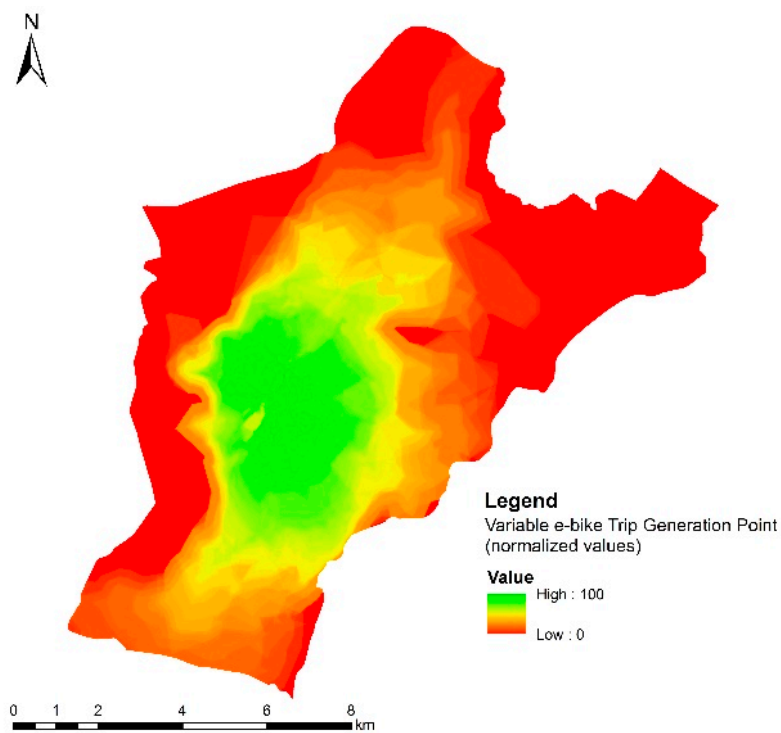 N
Legend
Variable e-bike Trip Generation Point
(normalized values)
Value
High : 100
Low : 0
0 1 2 4 6 8
km